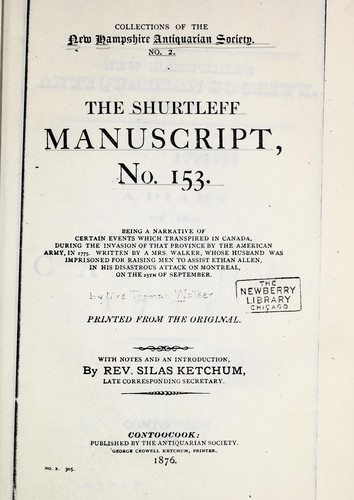 COLLECTIONS OF THE
New Hampshire Antiquarian Society.
NO. 2.
THE SHURTLEFF
MANUSCRIPT,
No. 153.
BEING A NARRATIVE OF
CERTAIN EVENTS WHICH TRANSPIRED IN CANADA,
DURING THE INVASION OF THAT PROVINCE BY THE AMERICAN
ARMY, IN 1775. WRITTEN BY A MRS. WALKER, WHOSE HUSBAND WAS
IMPRISONED FOR RAISING MEN TO ASSIST ETHAN ALLEN,
IN HIS DISASTROUS ATTACK ON MONTREAL,
ON THE 25TH OF SEPTEMBER.
by Mrs Thomas Walker
THE
NEWBERRY
LIBRARY
CHICAGO
PRINTED FROM THE ORIGINAL.
WITH NOTES AND AN INTRODUCTION,
By REV. SILAS KETCHUM,
LATE CORRESPONDING SECRETARY.
CONTOOCOOK:
PUBLISHED BY THE ANTIQUARIAN SOCIETY.
GEORGE CROWELL KETCHUM, PRINTER.
1876.
NO. 2. 305.